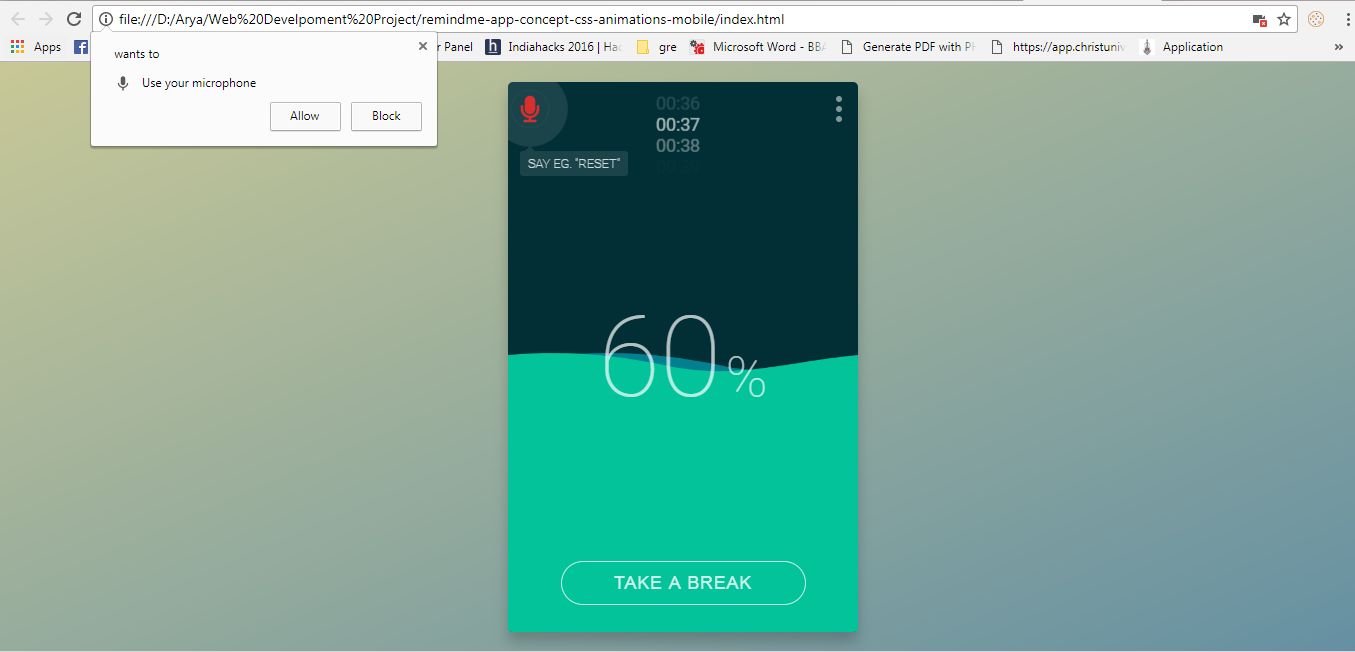 file:///D:/Arya/Web%20Develpoment%20Project/remindme-app-concept-css-animations-mobile/index.html
Apps
r Panel
Indiahacks 2016 | Hac
gre
Microsoft Word - BBA
Generate PDF with PH
https://app.christuniv
Application
»
wants to
Use your microphone
Allow
Block
00:36
00:37
00:38
00:39
SAY EG. "RESET"
60%
TAKE A BREAK